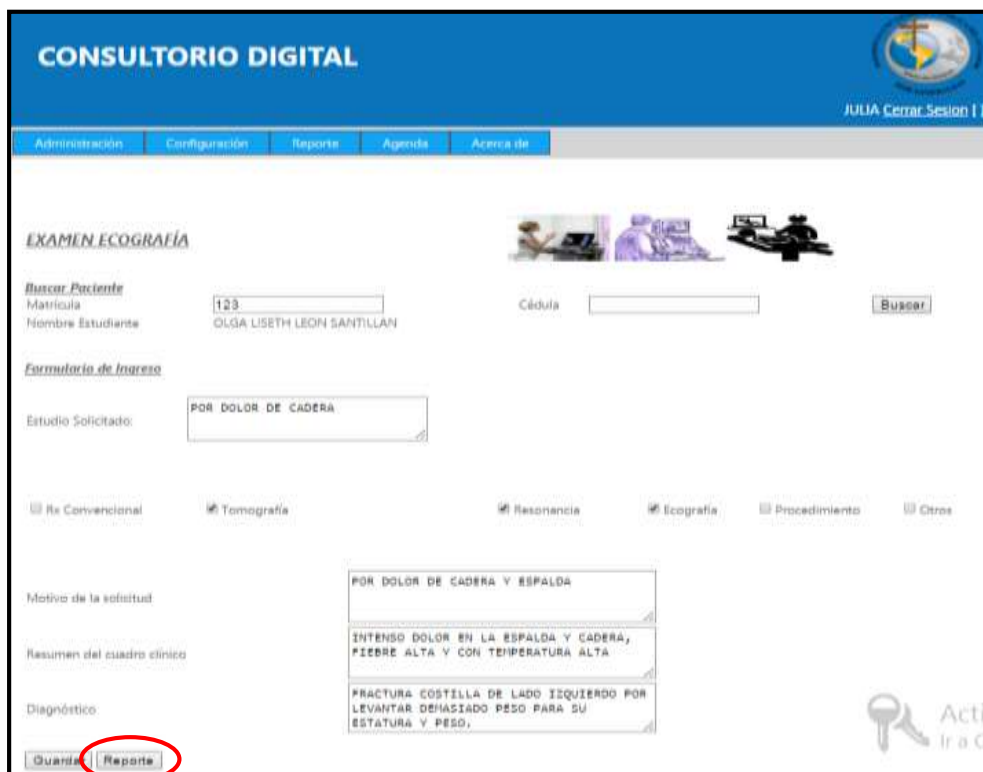 CONSULTORIO DIGITAL
JULIA Cerrar Sesion |
Administración Configuración Reporte Agenda Acerca de
EXAMEN ECOGRAFÍA
Buscar Paciente
Matrícula 123 Cédula Buscar
Nombre Estudiante OLGA LISETH LEON SANTILLAN
Formulario de Ingreso
Estudio Solicitado: POR DOLOR DE CADERA
Rx Convencional Tomografía Resonancia Ecografía Procedimiento Otros
Motivo de la solicitud POR DOLOR DE CADERA Y ESPALDA
Resumen del cuadro clínico INTENSO DOLOR EN LA ESPALDA Y CADERA,
FIEBRE ALTA Y CON TEMPERATURA ALTA
Diagnóstico FRACTURA COSTILLA DE LADO IZQUIERDO POR
LEVANTAR DEMASIADO PESO PARA SU
ESTATURA Y PESO.
Guardar Reporte
Acti
Ir a C